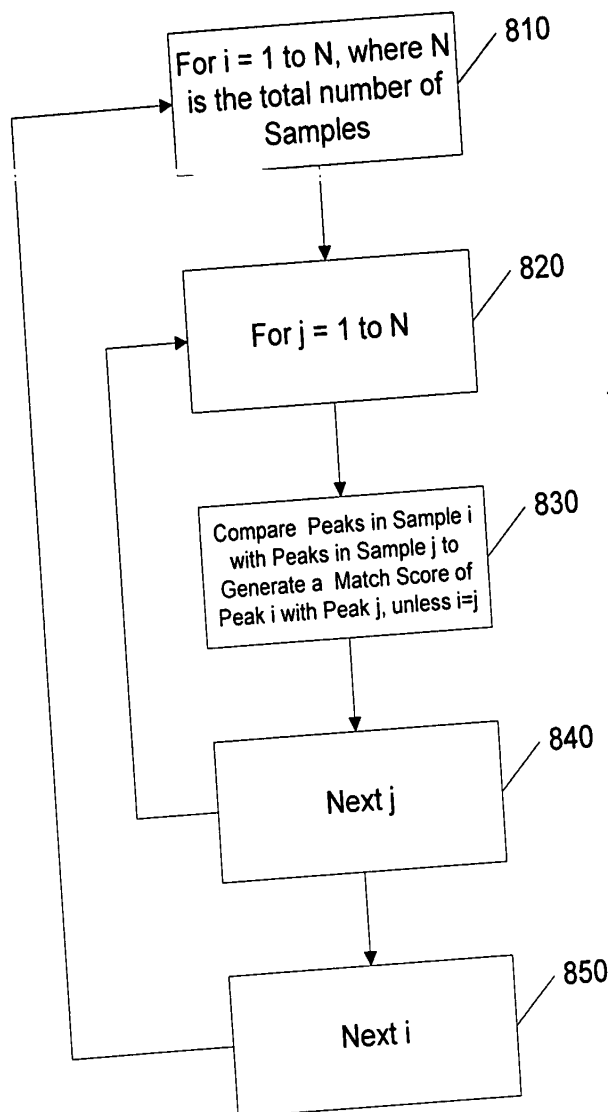 For i = 1 to N, where N
is the total number of
Samples
810
For j = 1 to N
820
Compare Peaks in Sample i
with Peaks in Sample j to
Generate a Match Score of
Peak i with Peak j, unless i=j
830
Next j
840
Next i
850